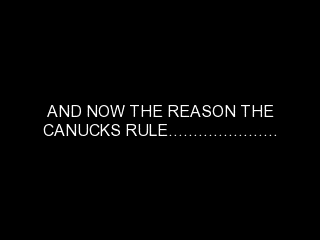 AND NOW THE REASON THE
CANUCKS RULE......................